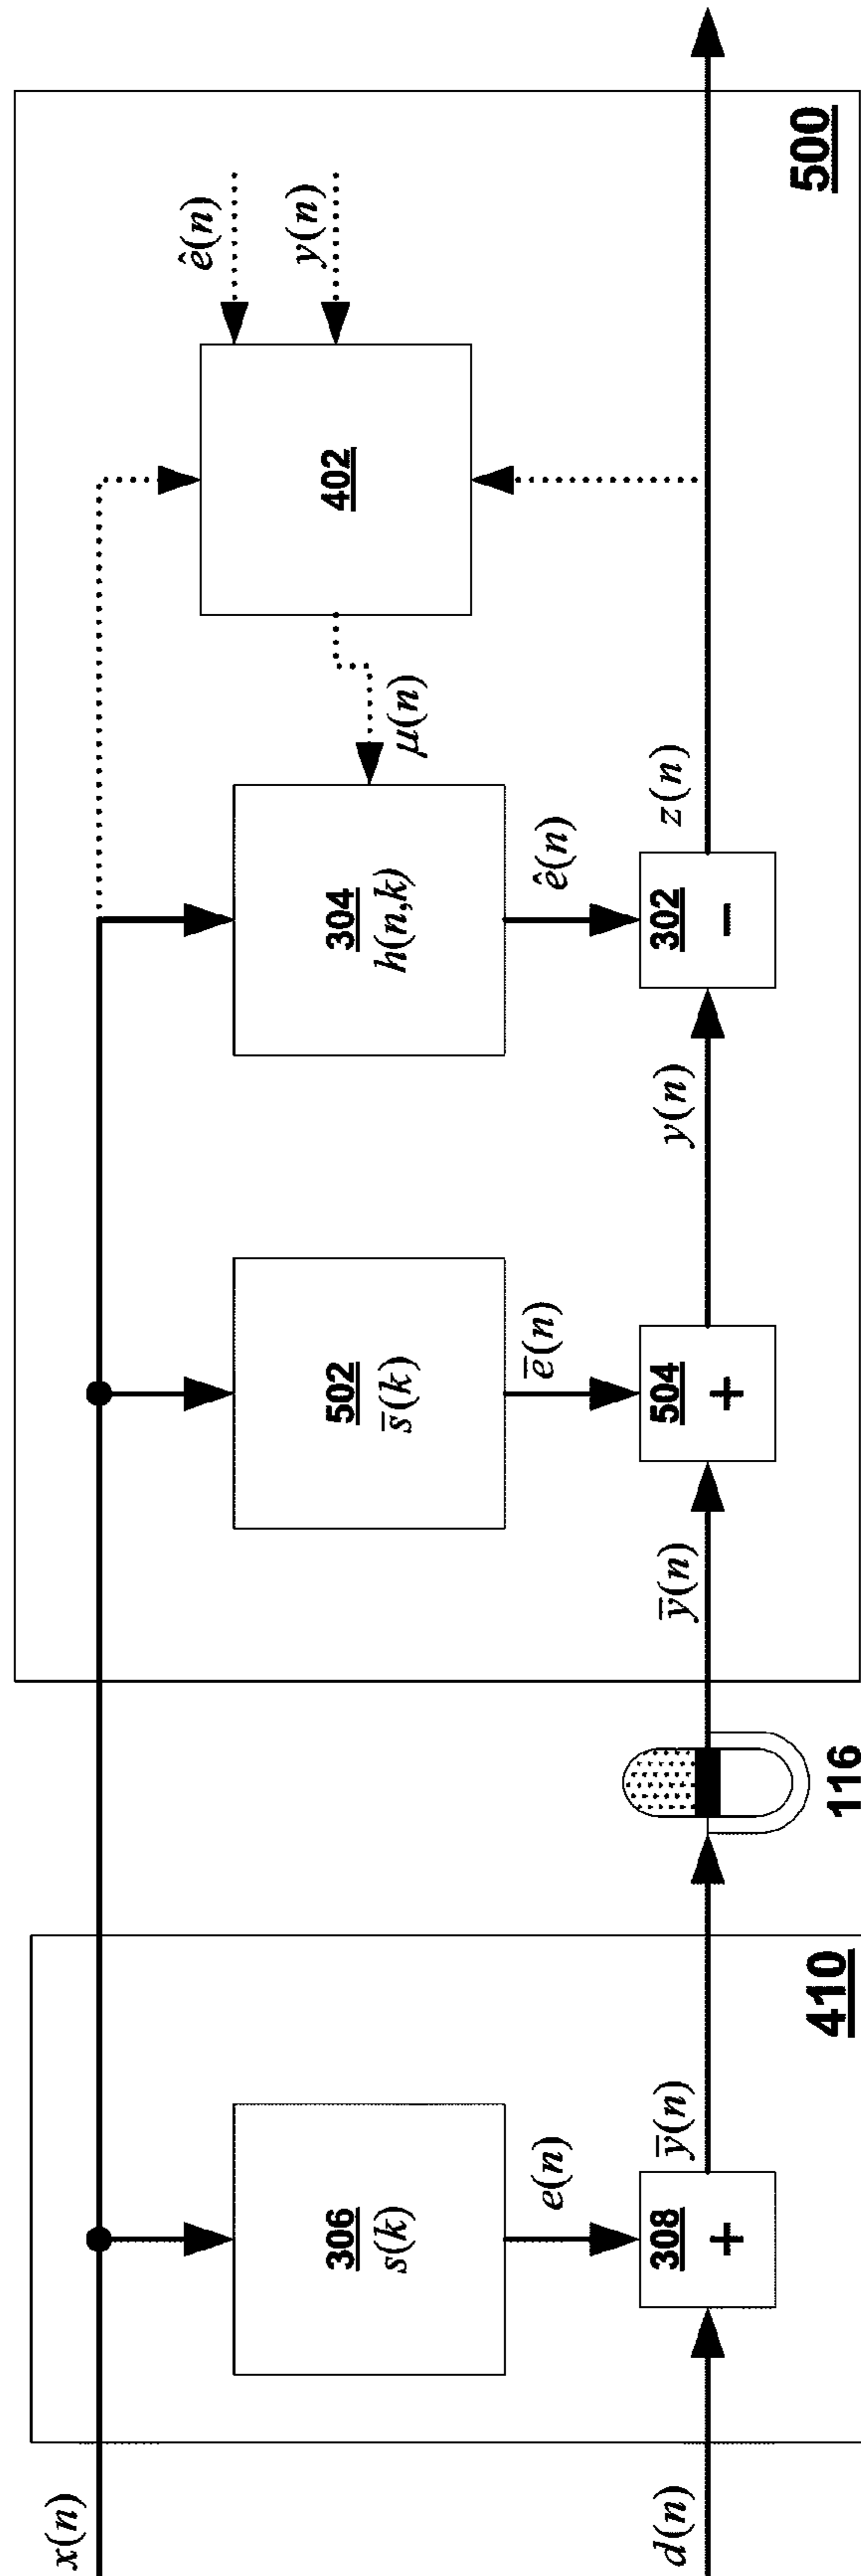 x(n)
306
s(k)
e(n)
d(n)
308
+
y̅(n)
410
116
y̅(n)
502
s̅(k)
e̅(n)
504
+
y(n)
304
h(n,k)
μ(n)
ê(n)
302
−
z(n)
402
ê(n)
y(n)
500